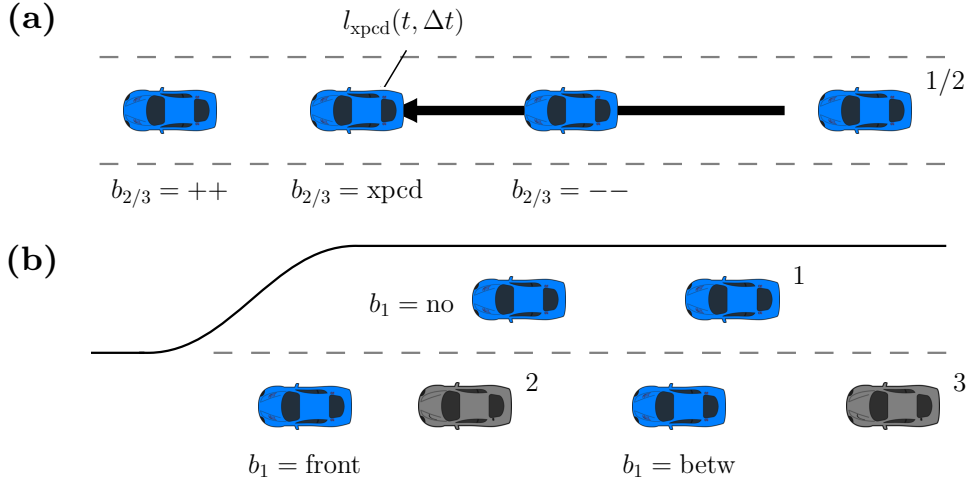 (a)
l_xpcd(t, Δt)
1/2
b_2/3 = ++
b_2/3 = xpcd
b_2/3 = −−
(b)
1
b_1 = no
2
3
b_1 = front
b_1 = betw